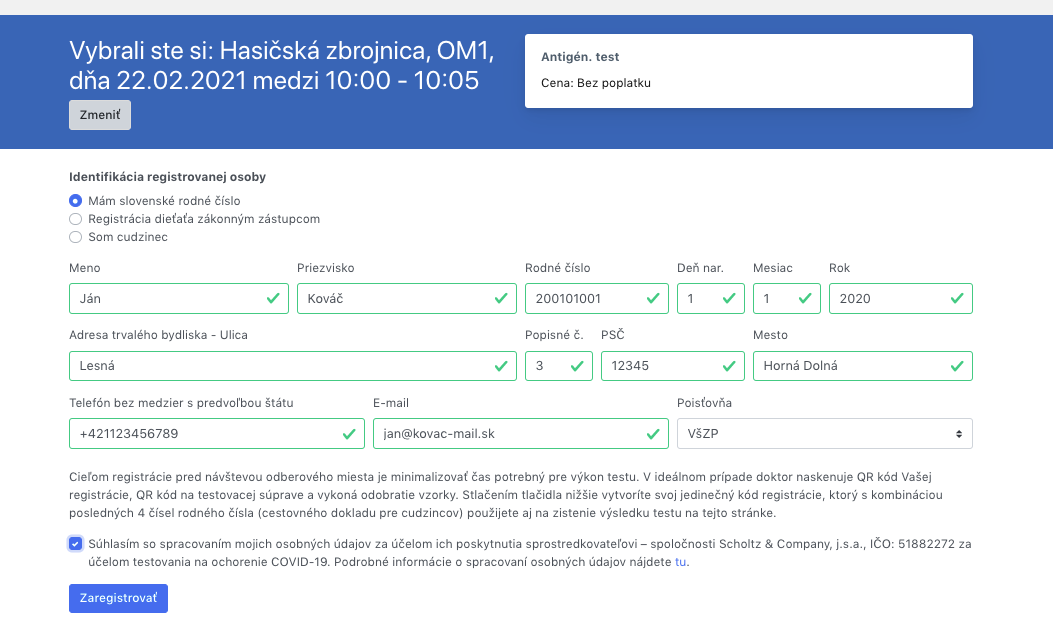 Vybrali ste si: Hasičská zbrojnica, OM1,
dňa 22.02.2021 medzi 10:00 - 10:05
Zmeniť
Antigén. test
Cena: Bez poplatku
Identifikácia registrovanej osoby
Mám slovenské rodné číslo
Registrácia dieťaťa zákonným zástupcom
Som cudzinec
Meno Priezvisko Rodné číslo Deň nar. Mesiac Rok
Ján Kováč 200101001 1 1 2020
Adresa trvalého bydliska - Ulica Popisné č. PSČ Mesto
Lesná 3 12345 Horná Dolná
Telefón bez medzier s predvoľbou štátu E-mail Poisťovňa
+421123456789 jan@kovac-mail.sk VšZP
Cieľom registrácie pred návštevou odberového miesta je minimalizovať čas potrebný pre výkon testu. V ideálnom prípade doktor naskenuje QR kód Vašej
registrácie, QR kód na testovacej súprave a vykoná odobratie vzorky. Stlačením tlačidla nižšie vytvoríte svoj jedinečný kód registrácie, ktorý s kombináciou
posledných 4 čísel rodného čísla (cestovného dokladu pre cudzincov) použijete aj na zistenie výsledku testu na tejto stránke.
Súhlasím so spracovaním mojich osobných údajov za účelom ich poskytnutia sprostredkovateľovi – spoločnosti Scholtz & Company, j.s.a., IČO: 51882272 za
účelom testovania na ochorenie COVID-19. Podrobné informácie o spracovaní osobných údajov nájdete tu.
Zaregistrovať